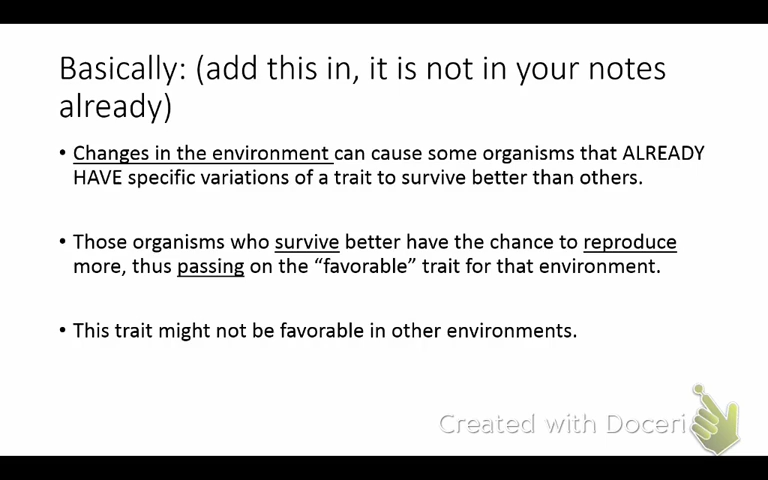 Basically: (add this in, it is not in your notes
already)
• Changes in the environment can cause some organisms that ALREADY
HAVE specific variations of a trait to survive better than others.
• Those organisms who survive better have the chance to reproduce
more, thus passing on the “favorable” trait for that environment.
• This trait might not be favorable in other environments.
Created with Doceri